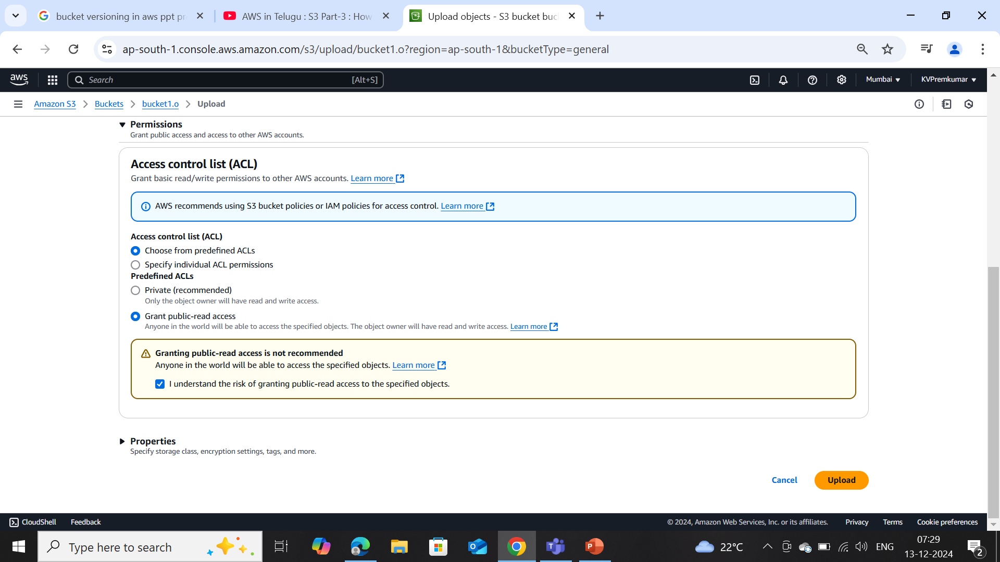 bucket versioning in aws ppt pr
AWS in Telugu : S3 Part-3 : How
Upload objects - S3 bucket buc
ap-south-1.console.aws.amazon.com/s3/upload/bucket1.o?region=ap-south-1&bucketType=general
aws
Search
[Alt+S]
Mumbai
KVPremkumar
Amazon S3
Buckets
bucket1.o
Upload
Permissions
Grant public access and access to other AWS accounts.
Access control list (ACL)
Grant basic read/write permissions to other AWS accounts. Learn more
AWS recommends using S3 bucket policies or IAM policies for access control. Learn more
Access control list (ACL)
Choose from predefined ACLs
Specify individual ACL permissions
Predefined ACLs
Private (recommended)
Only the object owner will have read and write access.
Grant public-read access
Anyone in the world will be able to access the specified objects. The object owner will have read and write access. Learn more
Granting public-read access is not recommended
Anyone in the world will be able to access the specified objects. Learn more
I understand the risk of granting public-read access to the specified objects.
Properties
Specify storage class, encryption settings, tags, and more.
Cancel
Upload
CloudShell
Feedback
© 2024, Amazon Web Services, Inc. or its affiliates.
Privacy
Terms
Cookie preferences
Type here to search
22°C
ENG
07:29
13-12-2024
2